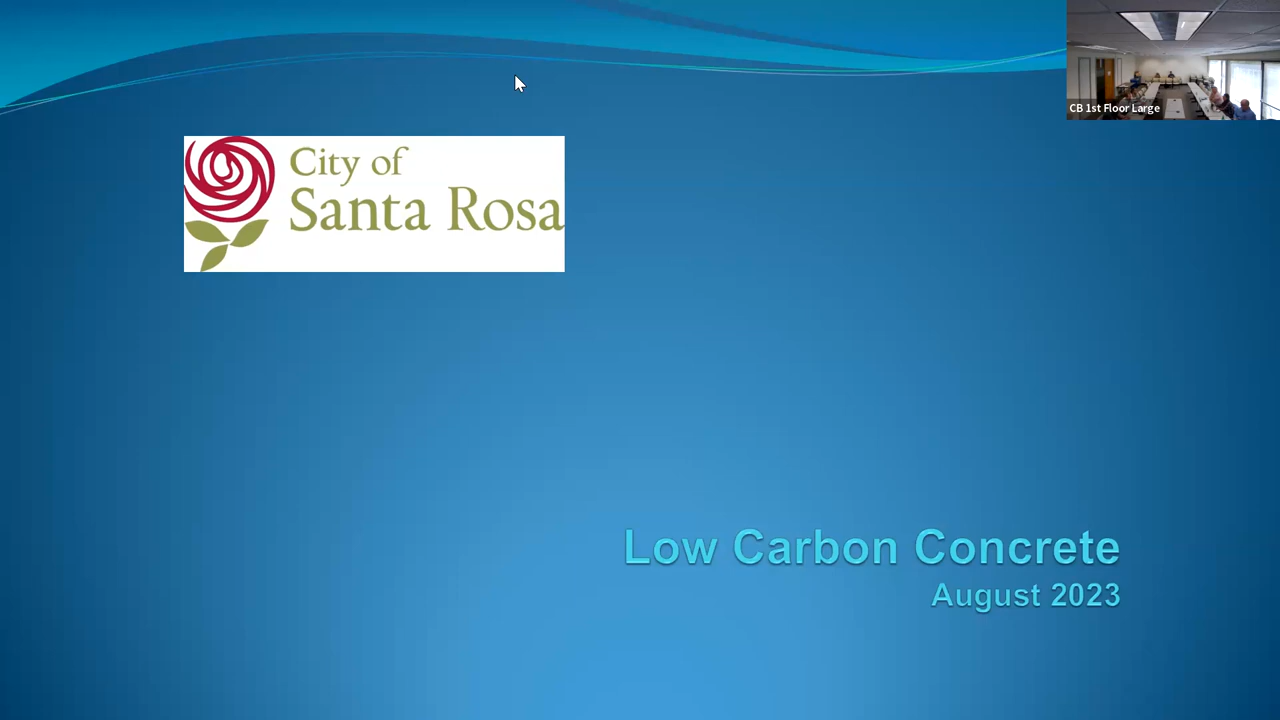 CB 1st Floor Large
City of
Santa Rosa
Low Carbon Concrete
August 2023